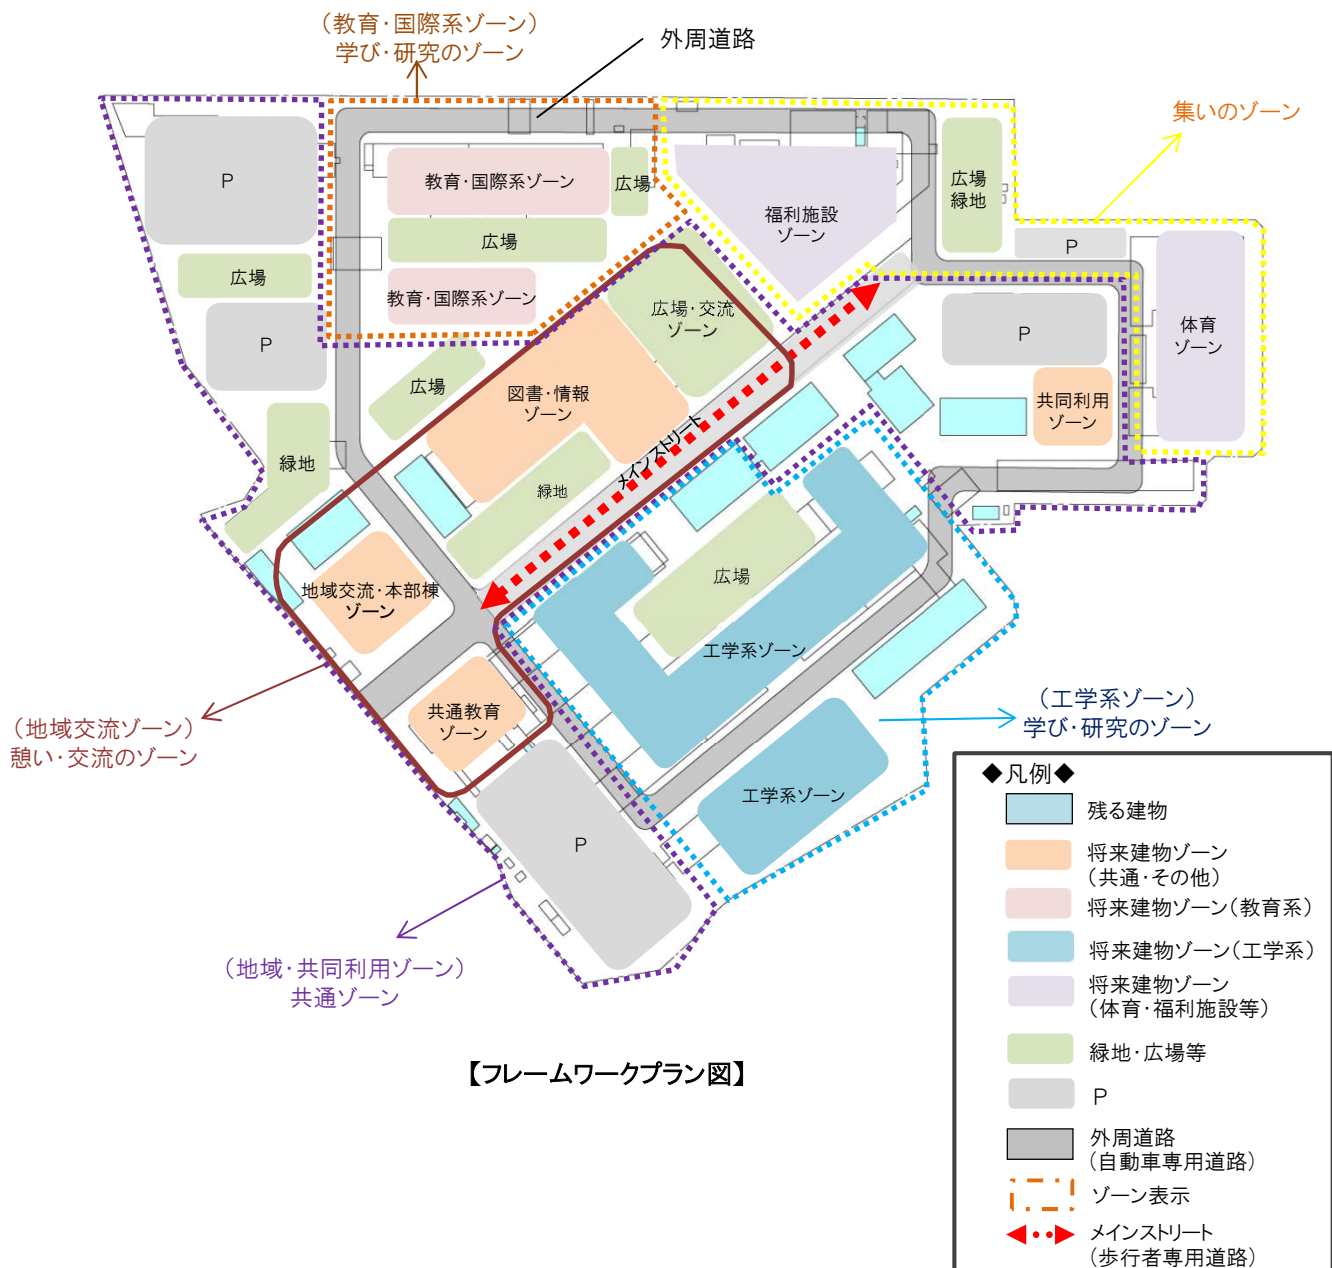 （教育・国際系ゾーン）
学び・研究のゾーン
外周道路
集いのゾーン
P
教育・国際系ゾーン
広場
福利施設
ゾーン
広場
緑地
広場
P
広場
教育・国際系ゾーン
広場・交流
ゾーン
P
P
体育
ゾーン
広場
図書・情報
ゾーン
共同利用
ゾーン
メインストリート
緑地
緑地
広場
地域交流・本部棟
ゾーン
工学系ゾーン
共通教育
ゾーン
（地域交流ゾーン）
憩い・交流のゾーン
（工学系ゾーン）
学び・研究のゾーン
工学系ゾーン
P
（地域・共同利用ゾーン）
共通ゾーン
【フレームワークプラン図】
◆凡例◆
残る建物
将来建物ゾーン
（共通・その他）
将来建物ゾーン（教育系）
将来建物ゾーン（工学系）
将来建物ゾーン
（体育・福利施設等）
緑地・広場等
P
外周道路
（自動車専用道路）
ゾーン表示
メインストリート
（歩行者専用道路）